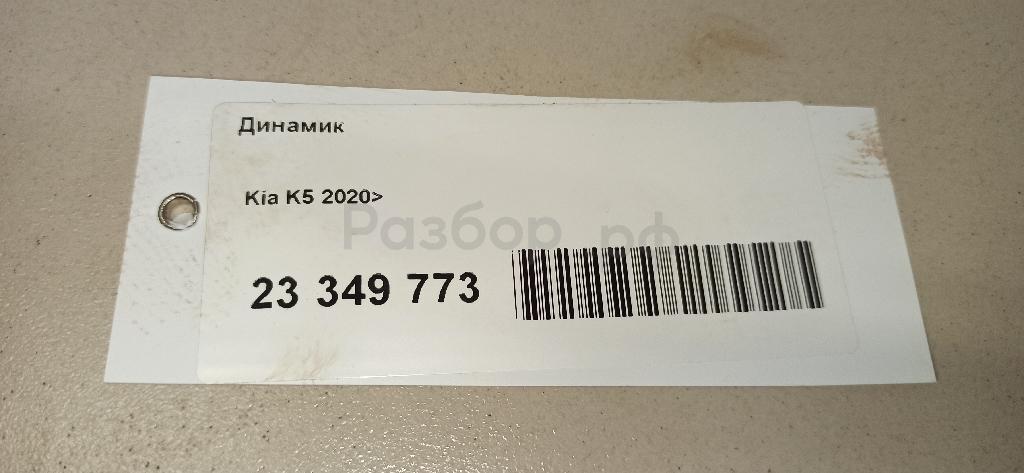 Динамик
Kia K5 2020>
Разбор.рф
23 349 773